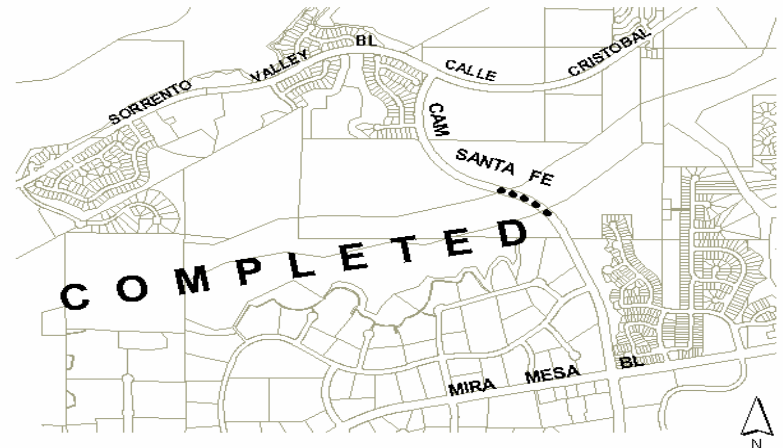 SORRENTO VALLEY BL
CALLE CRISTOBAL
CAM SANTA FE
COMPLETED
MIRA MESA BL
N